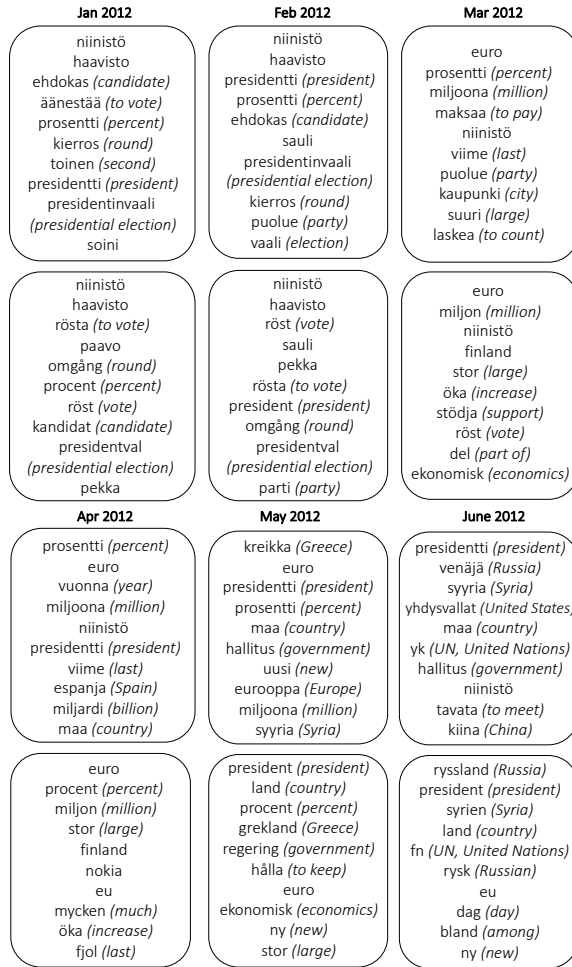 Jan 2012
niinistö
haavisto
ehdokas (candidate)
äänestää (to vote)
prosentti (percent)
kierros (round)
toinen (second)
presidentti (president)
presidentinvaali
(presidential election)
soini
Feb 2012
niinistö
haavisto
presidentti (president)
prosentti (percent)
ehdokas (candidate)
sauli
presidentinvaali
(presidential election)
kierros (round)
puolue (party)
vaali (election)
Mar 2012
euro
prosentti (percent)
miljoona (million)
maksaa (to pay)
niinistö
viime (last)
puolue (party)
kaupunki (city)
suuri (large)
laskea (to count)
niinistö
haavisto
rösta (to vote)
paavo
omgång (round)
procent (percent)
röst (vote)
kandidat (candidate)
presidentval
(presidential election)
pekka
niinistö
haavisto
röst (vote)
sauli
pekka
rösta (to vote)
president (president)
omgång (round)
presidentval
(presidential election)
parti (party)
euro
miljon (million)
niinistö
finland
stor (large)
öka (increase)
stödja (support)
röst (vote)
del (part of)
ekonomisk (economics)
Apr 2012
prosentti (percent)
euro
vuonna (year)
miljoona (million)
niinistö
presidentti (president)
viime (last)
espanja (Spain)
miljardi (billion)
maa (country)
May 2012
kreikka (Greece)
euro
presidentti (president)
prosentti (percent)
maa (country)
hallitus (government)
uusi (new)
eurooppa (Europe)
miljoona (million)
syyria (Syria)
June 2012
presidentti (president)
venäjä (Russia)
syyria (Syria)
yhdysvallat (United States)
maa (country)
yk (UN, United Nations)
hallitus (government)
niinistö
tavata (to meet)
kiina (China)
euro
procent (percent)
miljon (million)
stor (large)
finland
nokia
eu
mycken (much)
öka (increase)
fjol (last)
president (president)
land (country)
procent (percent)
grekland (Greece)
regering (government)
hålla (to keep)
euro
ekonomisk (economics)
ny (new)
stor (large)
ryssland (Russia)
president (president)
syrien (Syria)
land (country)
fn (UN, United Nations)
rysk (Russian)
eu
dag (day)
bland (among)
ny (new)